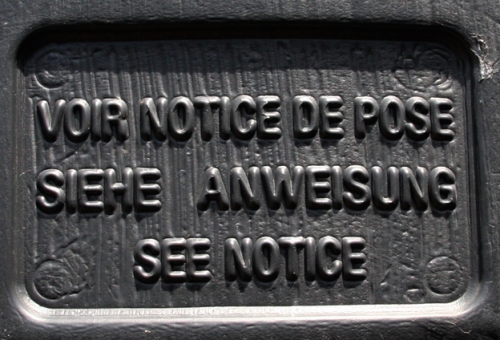 VOIR NOTICE DE POSE
SIEHE ANWEISUNG
SEE NOTICE